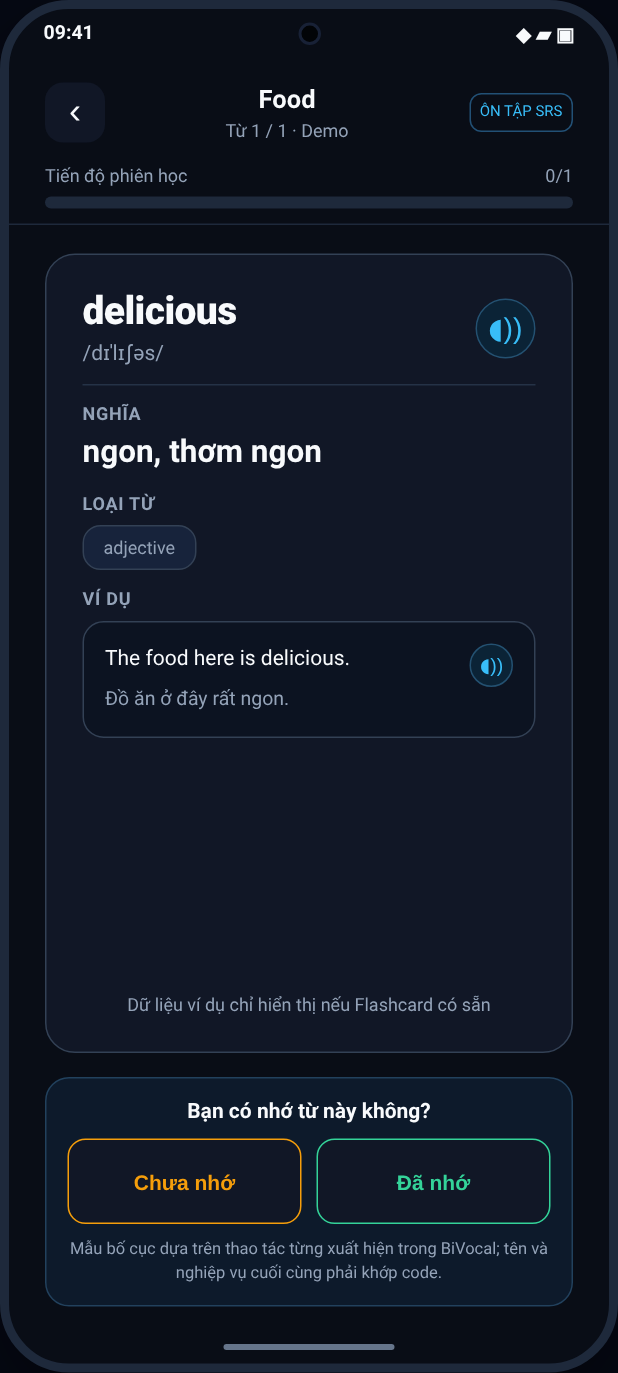 09:41
Food
Từ 1 / 1 · Demo
ÔN TẬP SRS
Tiến độ phiên học
0/1
delicious
/dɪˈlɪʃəs/
NGHĨA
ngon, thơm ngon
LOẠI TỪ
adjective
VÍ DỤ
The food here is delicious.
Đồ ăn ở đây rất ngon.
Dữ liệu ví dụ chỉ hiển thị nếu Flashcard có sẵn
Bạn có nhớ từ này không?
Chưa nhớ
Đã nhớ
Mẫu bố cục dựa trên thao tác từng xuất hiện trong BiVocal; tên và
nghiệp vụ cuối cùng phải khớp code.